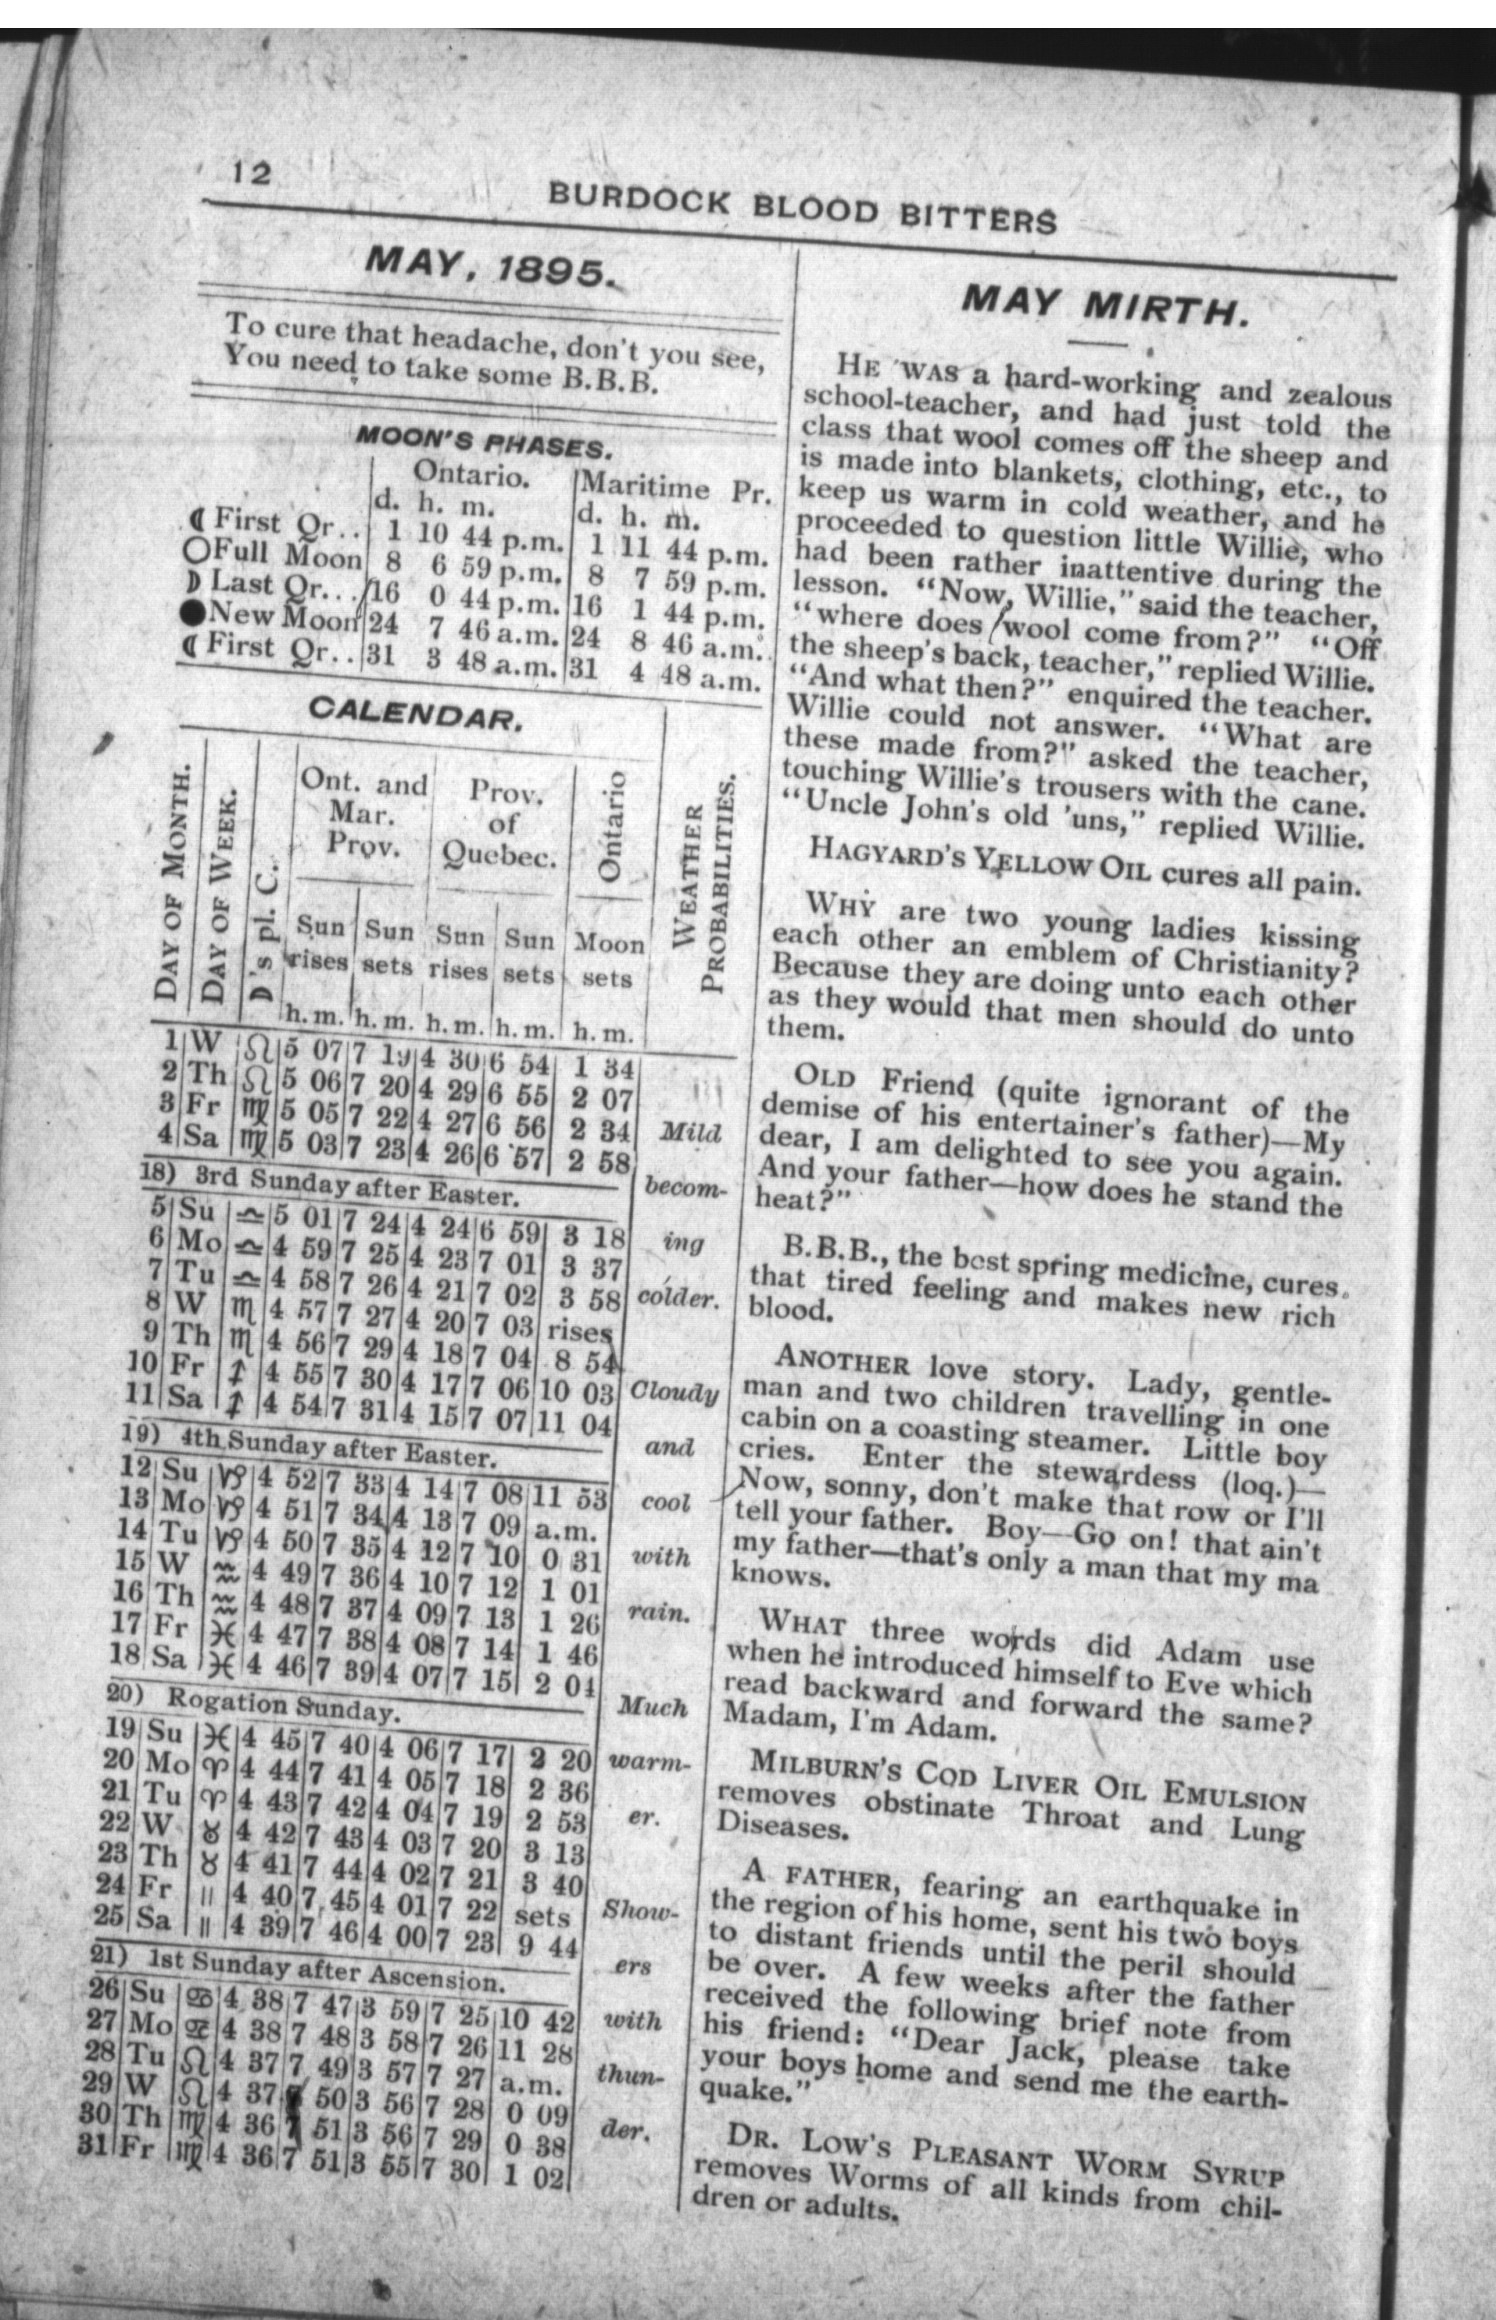 12
BURDOCK BLOOD BITTERS
MAY, 1895.
To cure that headache, don't you see,
You need to take some B.B.B.
MOON'S PHASES.
Ontario. Maritime Pr.
d. h. m. d. h. m.
☾ First Qr.. 1 10 44 p.m. 1 11 44 p.m.
○ Full Moon 8 6 59 p.m. 8 7 59 p.m.
☽ Last Qr... 16 0 44 p.m. 16 1 44 p.m.
● New Moon 24 7 46 a.m. 24 8 46 a.m.
☾ First Qr.. 31 3 48 a.m. 31 4 48 a.m.
CALENDAR.
DAY OF MONTH.
DAY OF WEEK.
☽'s pl. C.
Ont. and
Mar.
Prov.
Prov.
of
Quebec.
Ontario
WEATHER
PROBABILITIES.
Sun Sun Sun Sun Moon
rises sets rises sets sets
h. m. h. m. h. m. h. m. h. m.
1 W ♌ 5 07 7 19 4 30 6 54 1 34
2 Th ♌ 5 06 7 20 4 29 6 55 2 07
3 Fr ♍ 5 05 7 22 4 27 6 56 2 34 Mild
4 Sa ♍ 5 03 7 23 4 26 6 57 2 58
18) 3rd Sunday after Easter. becom-
5 Su ♎ 5 01 7 24 4 24 6 59 3 18 ing
6 Mo ♎ 4 59 7 25 4 23 7 01 3 37
7 Tu ♎ 4 58 7 26 4 21 7 02 3 58 colder.
8 W ♏ 4 57 7 27 4 20 7 03 rises
9 Th ♏ 4 56 7 29 4 18 7 04 8 54
10 Fr ♐ 4 55 7 30 4 17 7 06 10 03 Cloudy
11 Sa ♐ 4 54 7 31 4 15 7 07 11 04
19) 4th Sunday after Easter. and
12 Su ♑ 4 52 7 33 4 14 7 08 11 53 cool
13 Mo ♑ 4 51 7 34 4 13 7 09 a.m.
14 Tu ♑ 4 50 7 35 4 12 7 10 0 31 with
15 W ♒ 4 49 7 36 4 10 7 12 1 01
16 Th ♒ 4 48 7 37 4 09 7 13 1 26 rain.
17 Fr ♓ 4 47 7 38 4 08 7 14 1 46
18 Sa ♓ 4 46 7 39 4 07 7 15 2 04
20) Rogation Sunday. Much
19 Su ♓ 4 45 7 40 4 06 7 17 2 20 warm-
20 Mo ♈ 4 44 7 41 4 05 7 18 2 36
21 Tu ♈ 4 43 7 42 4 04 7 19 2 53 er.
22 W ♉ 4 42 7 43 4 03 7 20 3 13
23 Th ♉ 4 41 7 44 4 02 7 21 3 40
24 Fr ♊ 4 40 7 45 4 01 7 22 sets Show-
25 Sa ♊ 4 39 7 46 4 00 7 23 9 44
21) 1st Sunday after Ascension. ers
26 Su ♋ 4 38 7 47 3 59 7 25 10 42 with
27 Mo ♋ 4 38 7 48 3 58 7 26 11 28
28 Tu ♌ 4 37 7 49 3 57 7 27 a.m. thun-
29 W ♌ 4 37 7 50 3 56 7 28 0 09
30 Th ♍ 4 36 7 51 3 56 7 29 0 38 der.
31 Fr ♍ 4 36 7 51 3 55 7 30 1 02
MAY MIRTH.
HE WAS a hard-working and zealous
school-teacher, and had just told the
class that wool comes off the sheep and
is made into blankets, clothing, etc., to
keep us warm in cold weather, and he
proceeded to question little Willie, who
had been rather inattentive during the
lesson. "Now, Willie," said the teacher,
"where does wool come from?" "Off
the sheep's back, teacher," replied Willie.
"And what then?" enquired the teacher.
Willie could not answer. "What are
these made from?" asked the teacher,
touching Willie's trousers with the cane.
"Uncle John's old 'uns," replied Willie.
HAGYARD'S YELLOW OIL cures all pain.
WHY are two young ladies kissing
each other an emblem of Christianity?
Because they are doing unto each other
as they would that men should do unto
them.
OLD Friend (quite ignorant of the
demise of his entertainer's father)—My
dear, I am delighted to see you again.
And your father—how does he stand the
heat?"
B.B.B., the best spring medicine, cures
that tired feeling and makes new rich
blood.
ANOTHER love story. Lady, gentle-
man and two children travelling in one
cabin on a coasting steamer. Little boy
cries. Enter the stewardess (loq.)—
Now, sonny, don't make that row or I'll
tell your father. Boy—Go on! that ain't
my father—that's only a man that my ma
knows.
WHAT three words did Adam use
when he introduced himself to Eve which
read backward and forward the same?
Madam, I'm Adam.
MILBURN'S COD LIVER OIL EMULSION
removes obstinate Throat and Lung
Diseases.
A FATHER, fearing an earthquake in
the region of his home, sent his two boys
to distant friends until the peril should
be over. A few weeks after the father
received the following brief note from
his friend: "Dear Jack, please take
your boys home and send me the earth-
quake."
DR. LOW'S PLEASANT WORM SYRUP
removes Worms of all kinds from chil-
dren or adults.